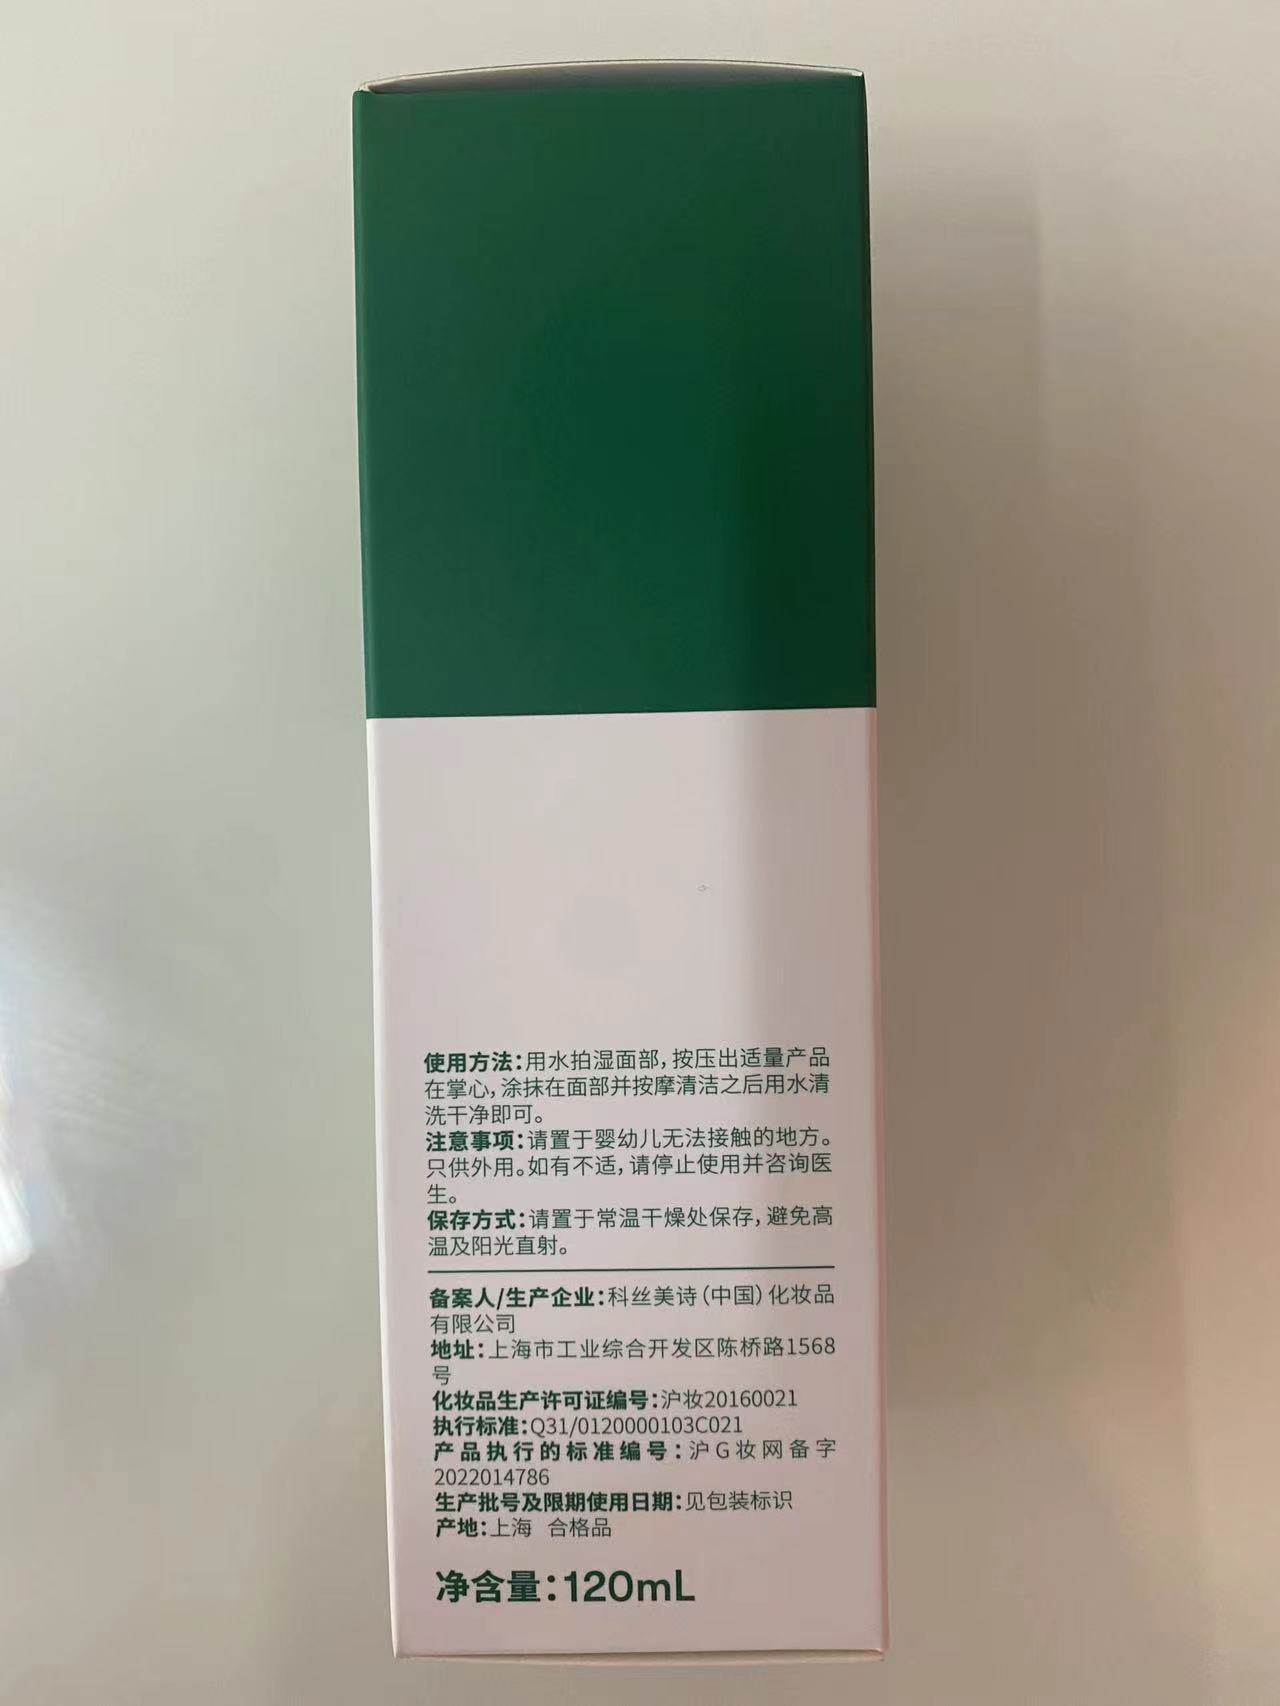 使用方法：用水拍湿面部，按压出适量产品
在掌心，涂抹在面部并按摩清洁之后用水清
洗干净即可。
注意事项：请置于婴幼儿无法接触的地方。
只供外用。如有不适，请停止使用并咨询医
生。
保存方式：请置于常温干燥处保存，避免高
温及阳光直射。
备案人/生产企业：科丝美诗（中国）化妆品
有限公司
地址：上海市工业综合开发区陈桥路1568
号
化妆品生产许可证编号：沪妆20160021
执行标准：Q31/0120000103C021
产品执行的标准编号：沪G妆网备字
2022014786
生产批号及限期使用日期：见包装标识
产地：上海 合格品
净含量：120mL